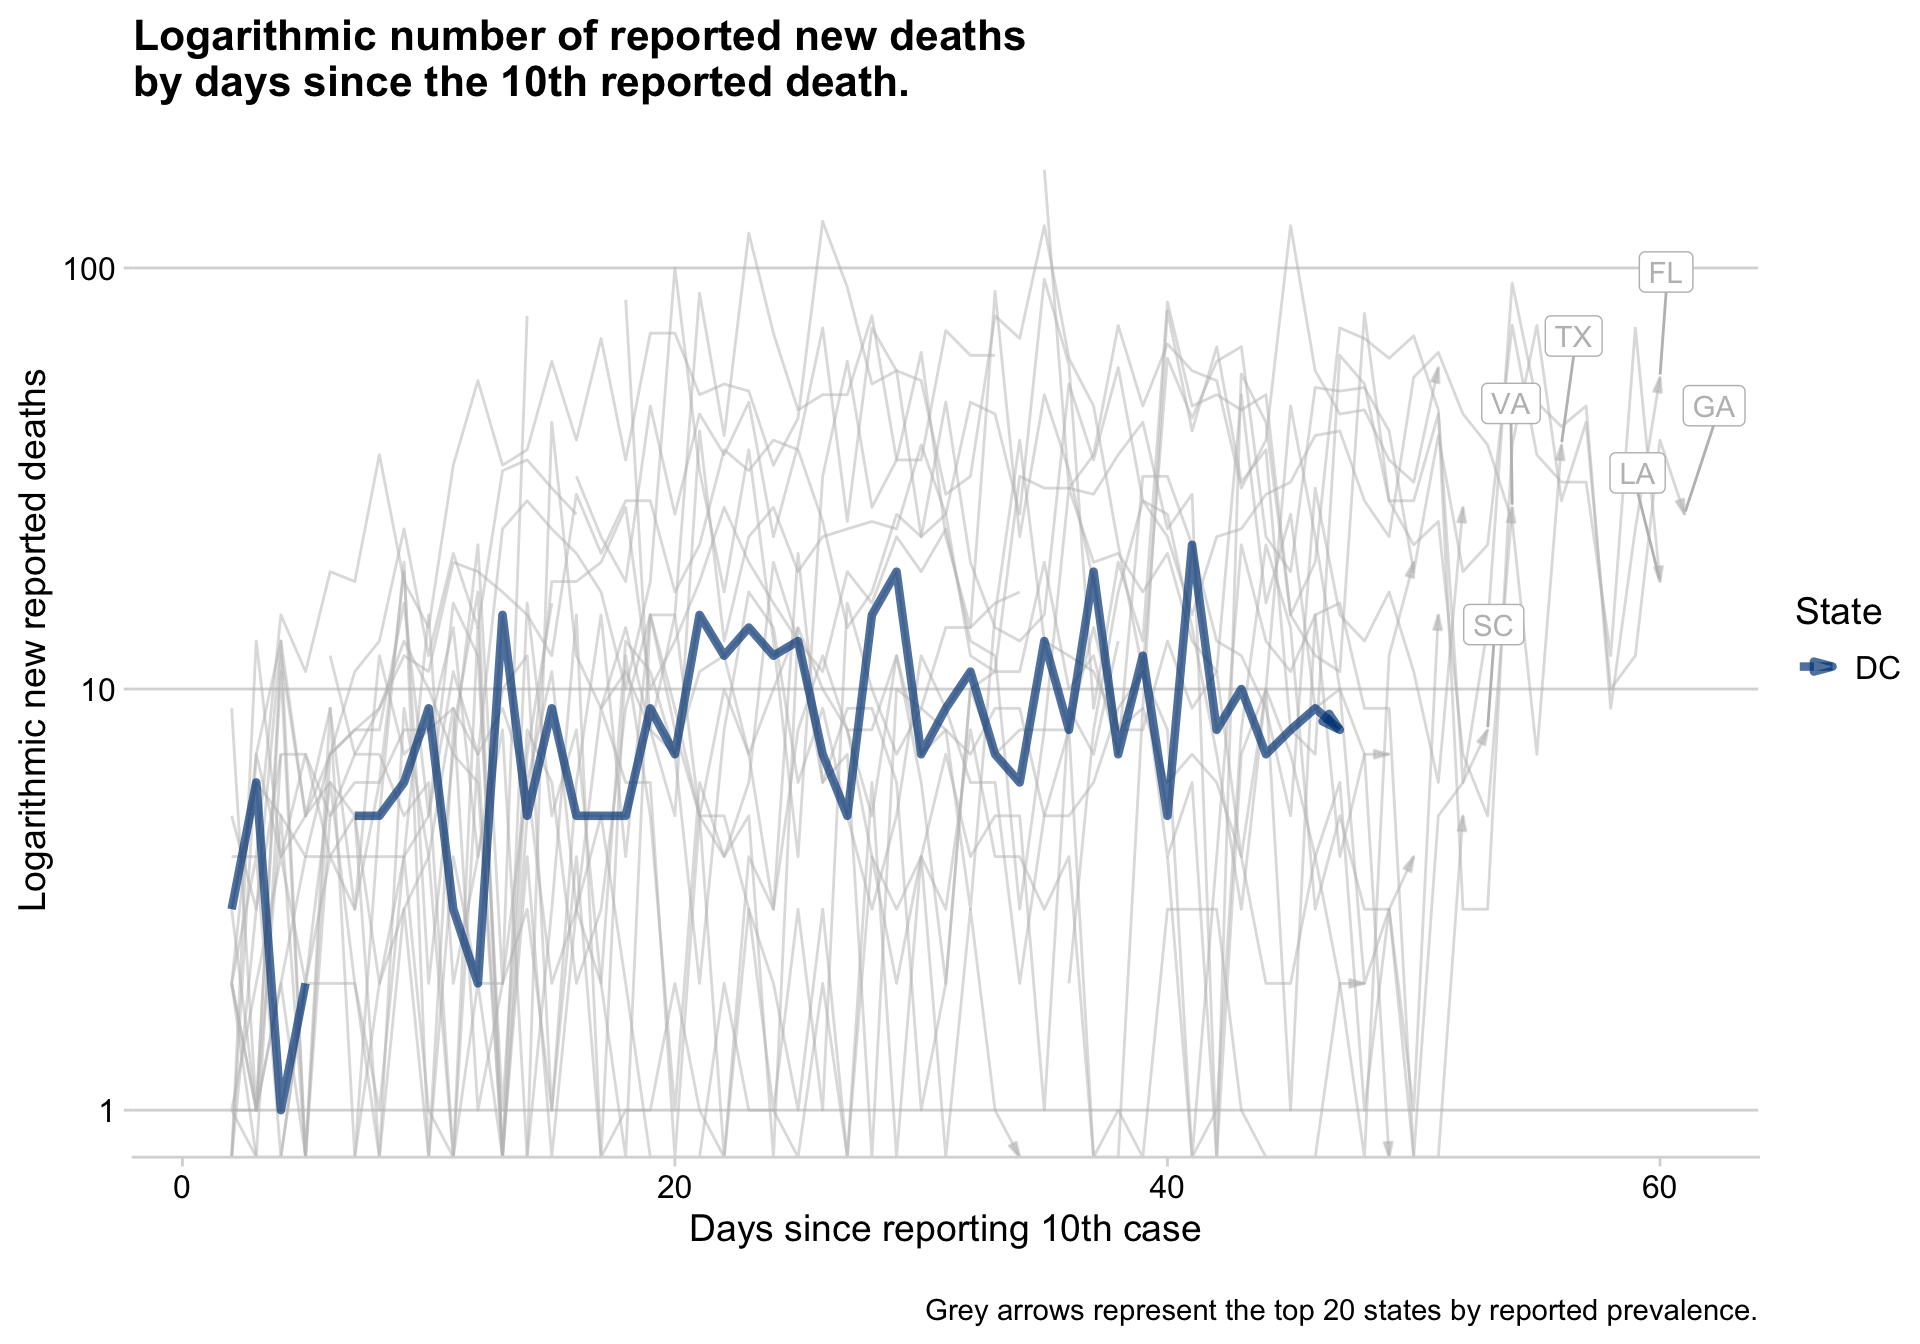 Logarithmic number of reported new deaths
by days since the 10th reported death.
Logarithmic new reported deaths
100
10
1
FL
TX
VA
GA
LA
SC
State
DC
0
20
40
60
Days since reporting 10th case
Grey arrows represent the top 20 states by reported prevalence.